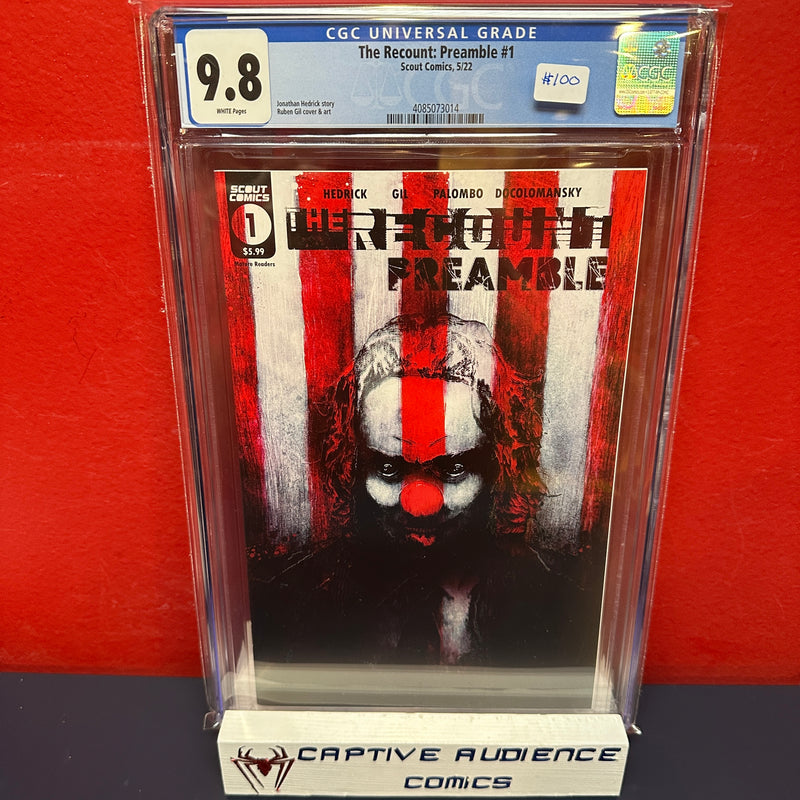 CGC UNIVERSAL GRADE
9.8
WHITE Pages
The Recount: Preamble #1
Scout Comics, 5/22
Jonathan Hedrick story
Ruben Gil cover & art
4085073014
#100
CGC
SCOUT
COMICS
1
$5.99
Mature Readers
HEDRICK GIL PALOMBO DOCOLOMANSKY
THE RECOUNT
PREAMBLE
CAPTIVE AUDIENCE
COMICS